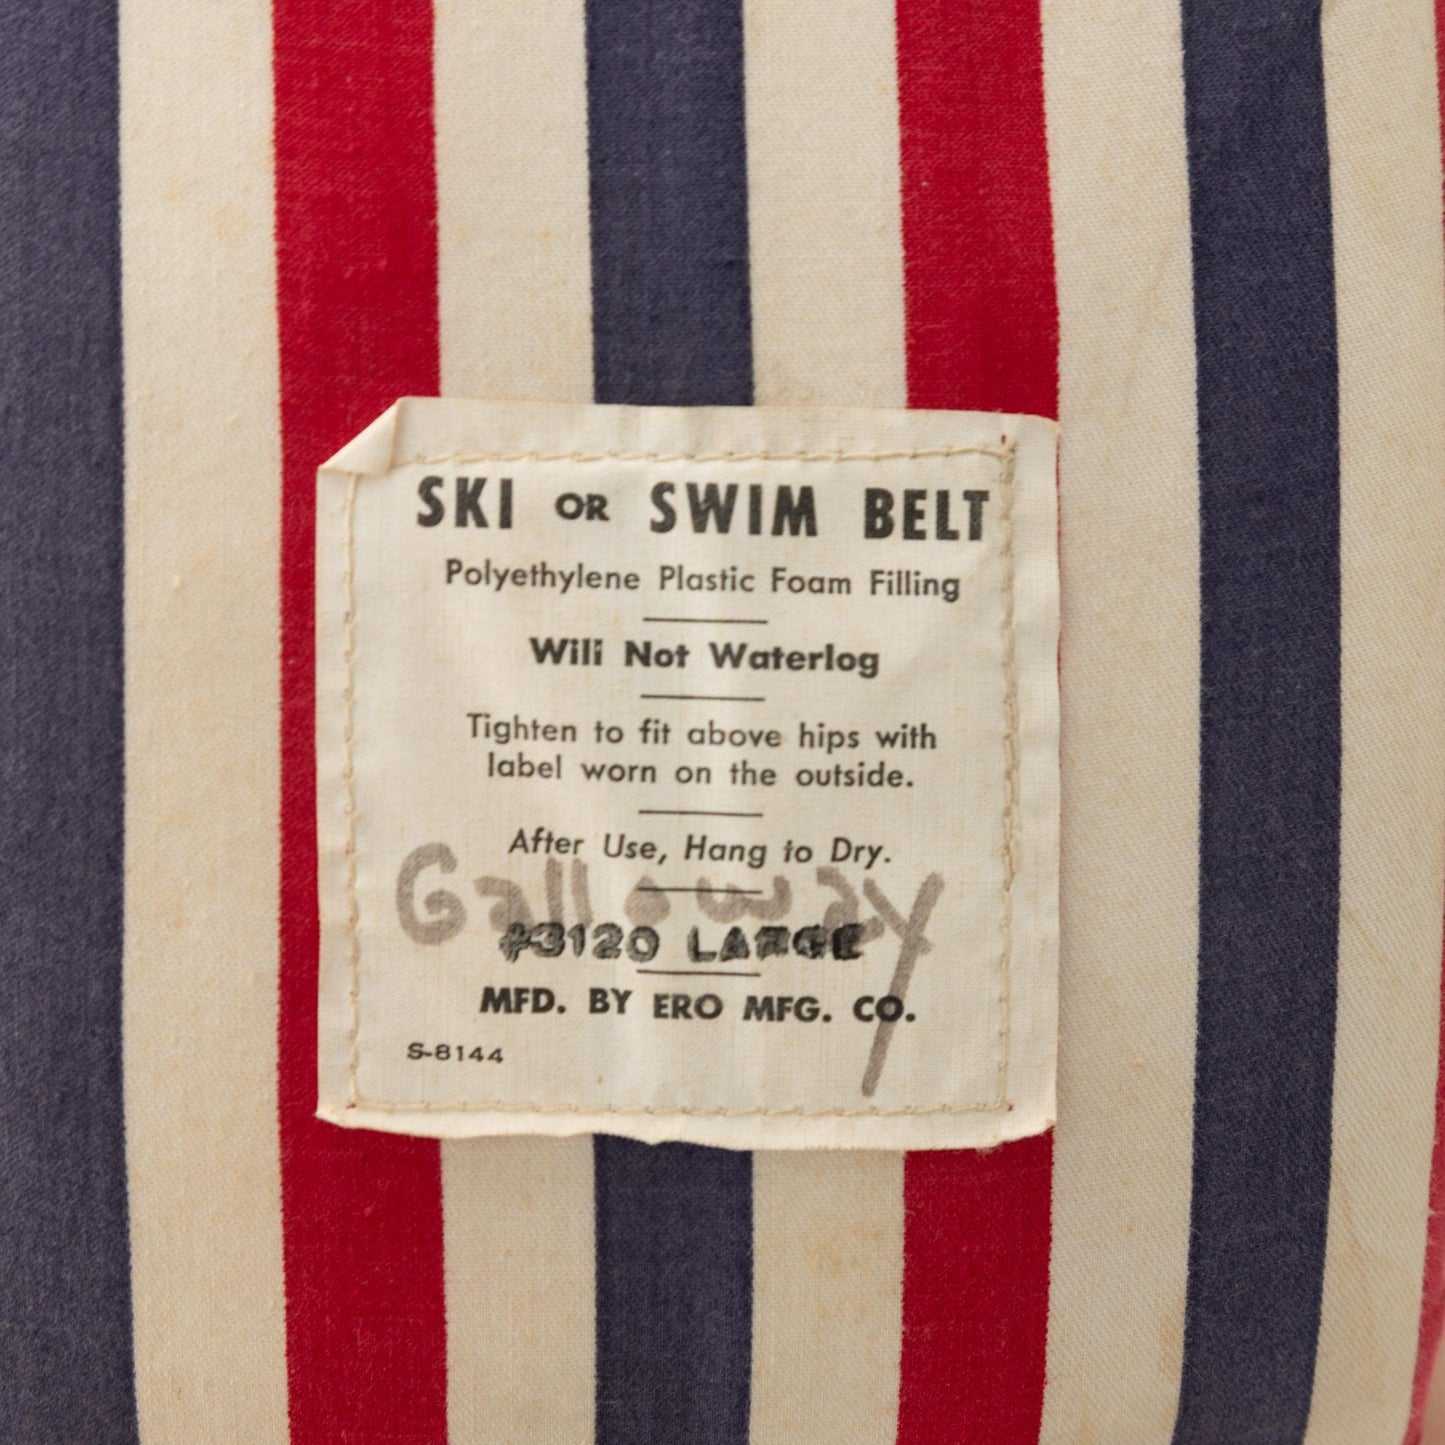 SKI OR SWIM BELT
Polyethylene Plastic Foam Filling
Will Not Waterlog
Tighten to fit above hips with
label worn on the outside.
After Use, Hang to Dry.
Galloway
#3120 LARGE
MFD. BY ERO MFG. CO.
S-8144